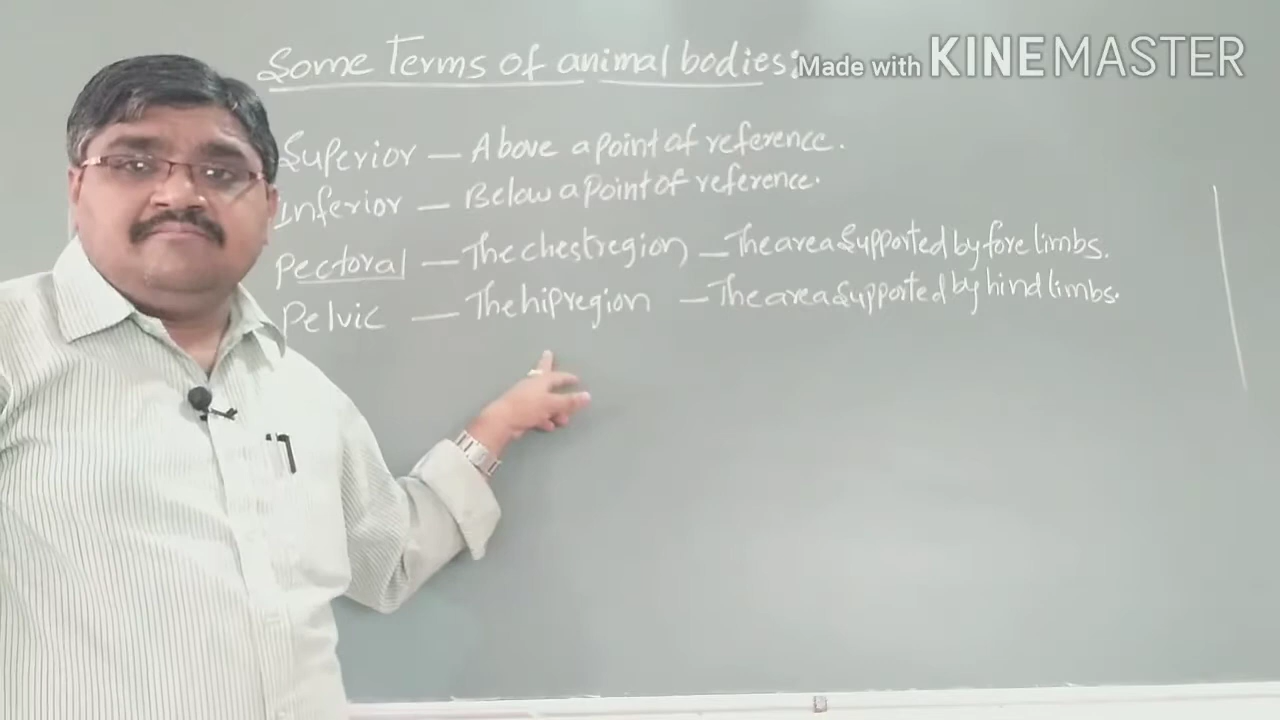 Some Terms of animal bodies:
Made with KINEMASTER
Superior — Above a point of reference.
Inferior — Below a point of reference.
Pectoral — The chest region — The area supported by fore limbs.
Pelvic — The hip region — The area supported by hind limbs.